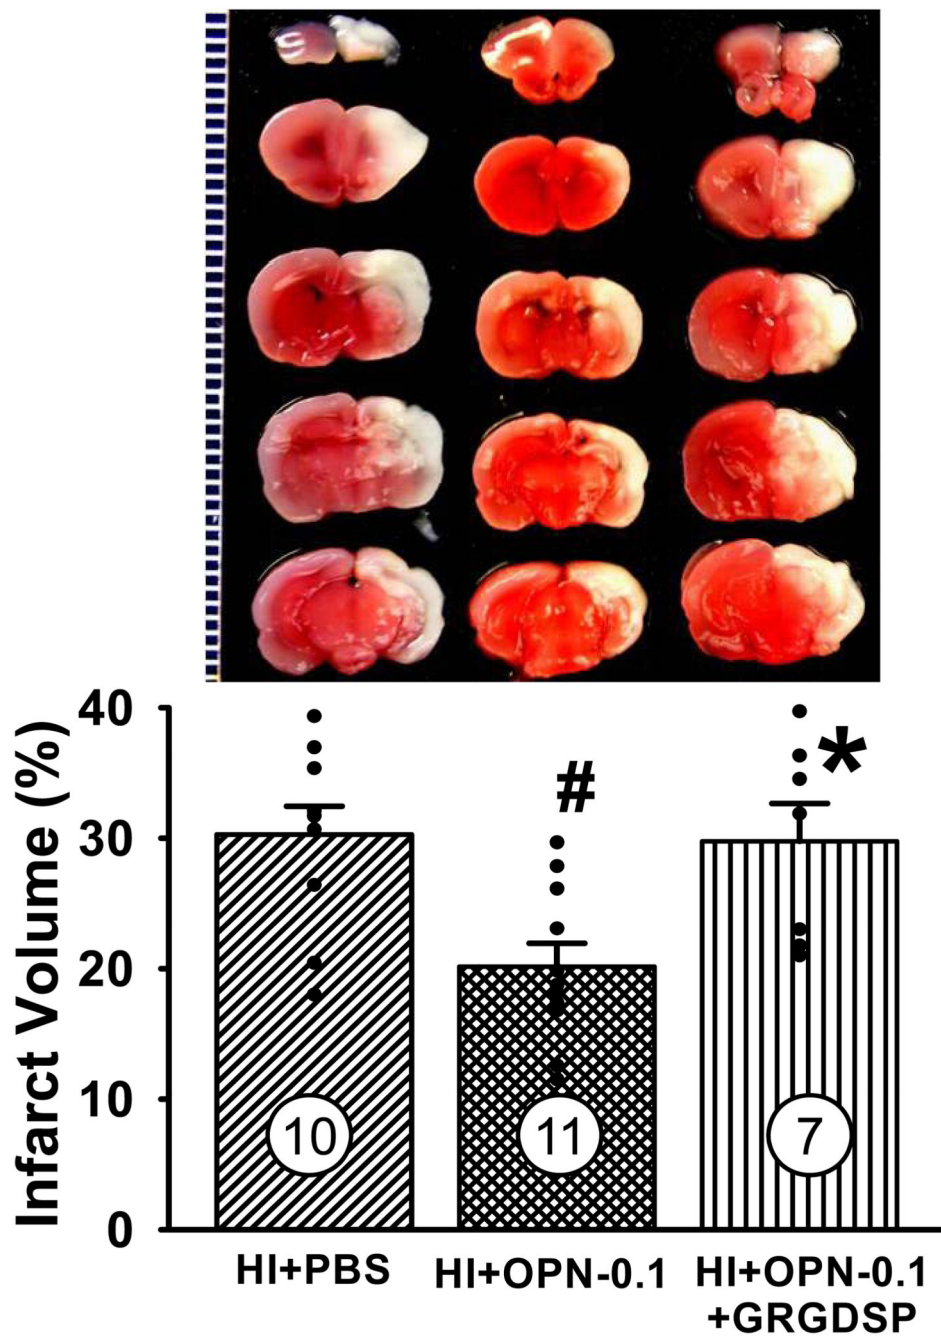 40
30
20
10
0
Infarct Volume (%)
#
*
10
11
7
HI+PBS
HI+OPN-0.1
HI+OPN-0.1
+GRGDSP